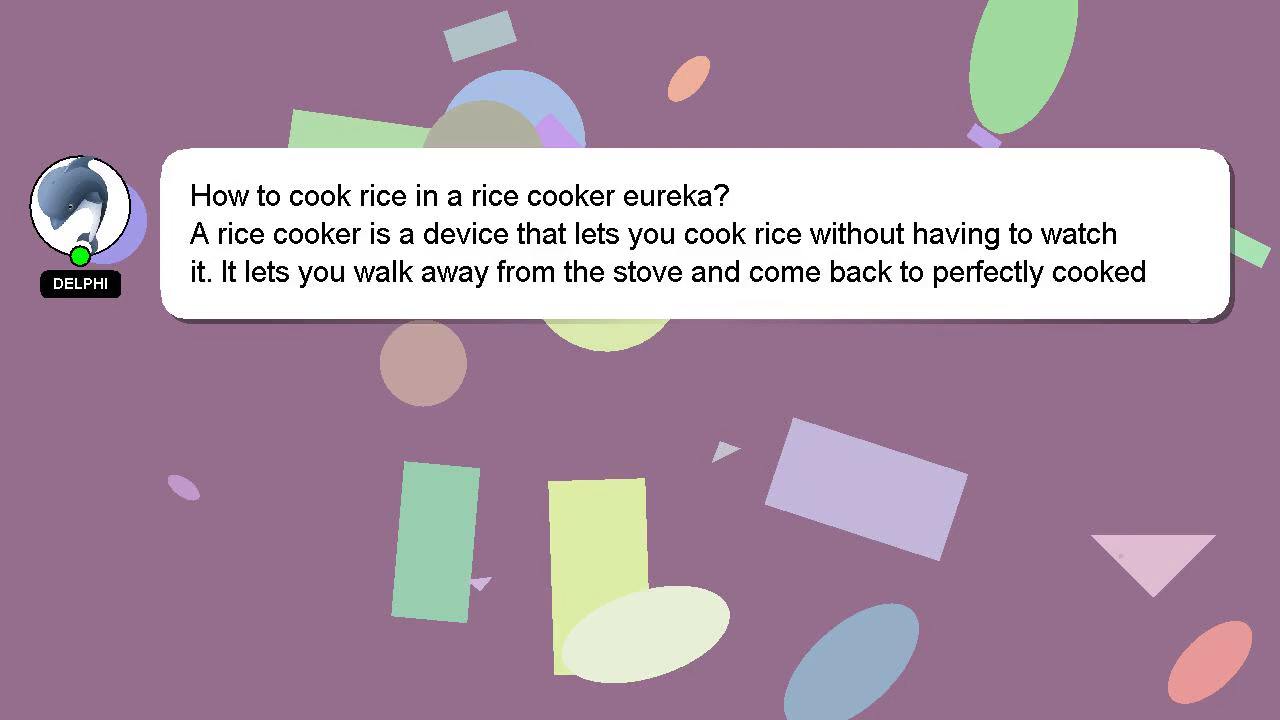 How to cook rice in a rice cooker eureka?
A rice cooker is a device that lets you cook rice without having to watch
it. It lets you walk away from the stove and come back to perfectly cooked
DELPHI